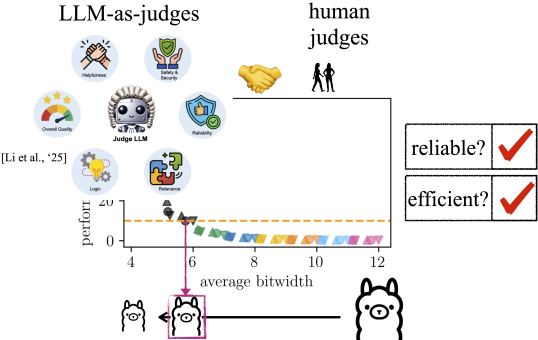 LLM-as-judges
human
judges
Helpfulness
Safety &
Security
Overall Quality
Judge LLM
Reliability
[Li et al., '25]
Logic
Relevance
reliable?
efficient?
perfor
20
0
4
6
8
10
12
average bitwidth